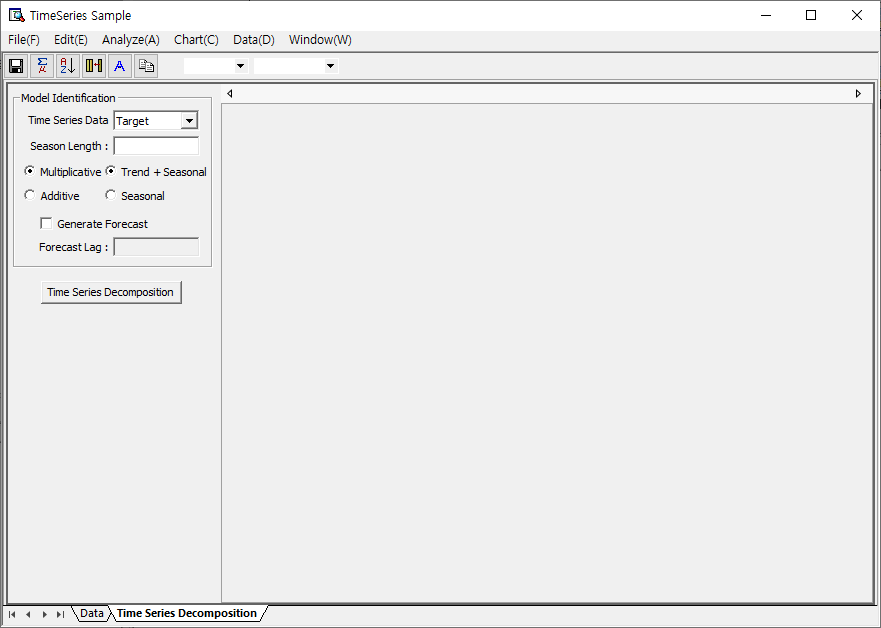 TimeSeries Sample
File(F) Edit(E) Analyze(A) Chart(C) Data(D) Window(W)
Model Identification
Time Series Data Target
Season Length :
Multiplicative Trend + Seasonal
Additive Seasonal
Generate Forecast
Forecast Lag :
Time Series Decomposition
Data Time Series Decomposition